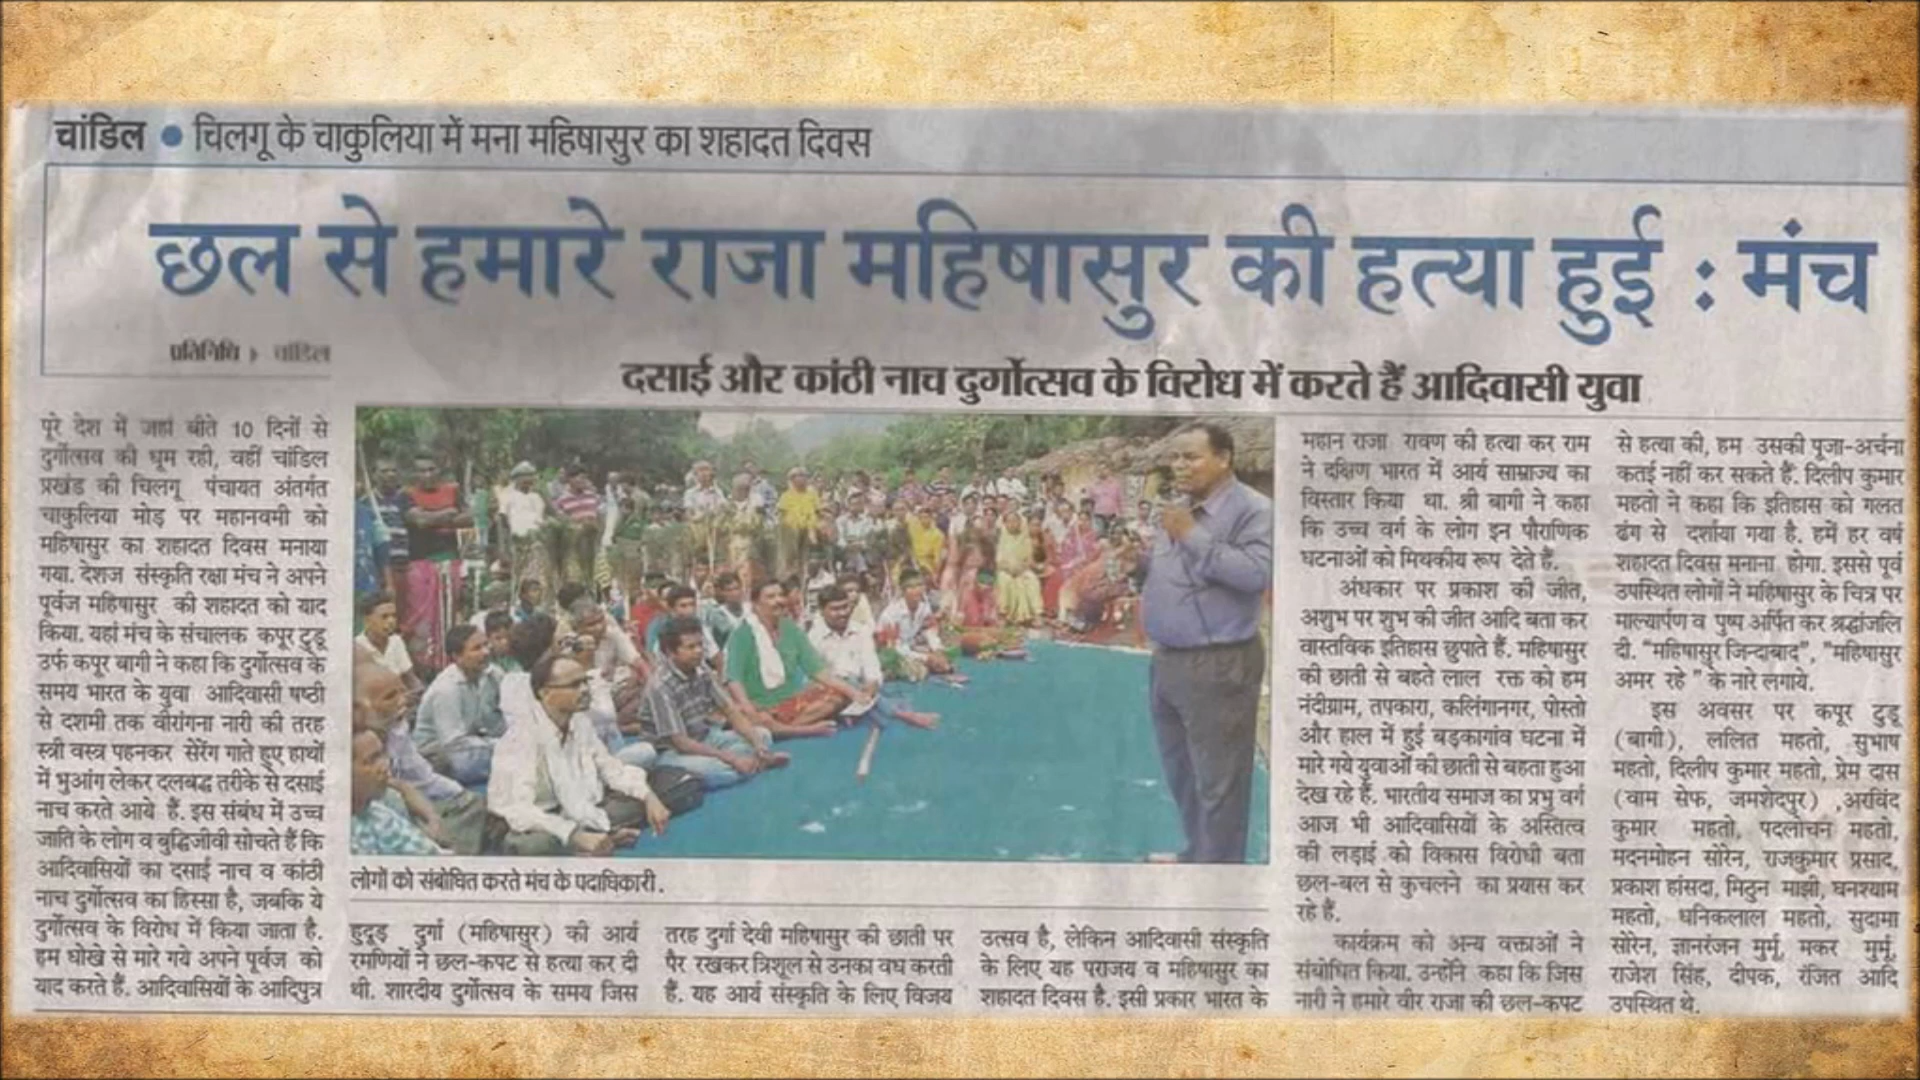 चांडिल ● चिलगू के चाकुलिया में मना महिषासुर का शहादत दिवस
छल से हमारे राजा महिषासुर की हत्या हुई : मंच
प्रतिनिधि ▸ चांडिल
दसाई और कांठी नाच दुर्गोत्सव के विरोध में करते हैं आदिवासी युवा
पूरे देश में जहां बीते 10 दिनों से
दुर्गोत्सव की धूम रही, वहीं चांडिल
प्रखंड की चिलगू पंचायत अंतर्गत
चाकुलिया मोड़ पर महानवमी को
महिषासुर का शहादत दिवस मनाया
गया. देशज संस्कृति रक्षा मंच ने अपने
पूर्वज महिषासुर की शहादत को याद
किया. यहां मंच के संचालक कपूर टुडू
उर्फ कपूर बागी ने कहा कि दुर्गोत्सव के
समय भारत के युवा आदिवासी षष्ठी
से दशमी तक वीरांगना नारी की तरह
स्त्री वस्त्र पहनकर सेरेंग गाते हुए हाथों
में भुआंग लेकर दलबद्ध तरीके से दसाई
नाच करते आये हैं. इस संबंध में उच्च
जाति के लोग व बुद्धिजीवी सोचते हैं कि
आदिवासियों का दसाई नाच व कांठी
नाच दुर्गोत्सव का हिस्सा है, जबकि ये
दुर्गोत्सव के विरोध में किया जाता है.
हम धोखे से मारे गये अपने पूर्वज को
याद करते हैं. आदिवासियों के आदिपुत्र
लोगों को संबोधित करते मंच के पदाधिकारी.
हुदूड़ दुर्गा (महिषासुर) की आर्य
रमणियों ने छल-कपट से हत्या कर दी
थी. शारदीय दुर्गोत्सव के समय जिस
तरह दुर्गा देवी महिषासुर की छाती पर
पैर रखकर त्रिशूल से उनका वध करती
हैं. यह आर्य संस्कृति के लिए विजय
उत्सव है, लेकिन आदिवासी संस्कृति
के लिए यह पराजय व महिषासुर का
शहादत दिवस है. इसी प्रकार भारत के
महान राजा रावण की हत्या कर राम
ने दक्षिण भारत में आर्य साम्राज्य का
विस्तार किया था. श्री बागी ने कहा
कि उच्च वर्ग के लोग इन पौराणिक
घटनाओं को मिथकीय रूप देते हैं.
अंधकार पर प्रकाश की जीत,
अशुभ पर शुभ की जीत आदि बता कर
वास्तविक इतिहास छुपाते हैं. महिषासुर
की छाती से बहते लाल रक्त को हम
नंदीग्राम, तपकारा, कलिंगानगर, पोस्तो
और हाल में हुई बड़कागांव घटना में
मारे गये युवाओं की छाती से बहता हुआ
देख रहे हैं. भारतीय समाज का प्रभु वर्ग
आज भी आदिवासियों के अस्तित्व
की लड़ाई को विकास विरोधी बता
छल-बल से कुचलने का प्रयास कर
रहे हैं.
कार्यक्रम को अन्य वक्ताओं ने
संबोधित किया. उन्होंने कहा कि जिस
नारी ने हमारे वीर राजा की छल-कपट
से हत्या की, हम उसकी पूजा-अर्चना
कतई नहीं कर सकते हैं. दिलीप कुमार
महतो ने कहा कि इतिहास को गलत
ढंग से दर्शाया गया है. हमें हर वर्ष
शहादत दिवस मनाना होगा. इससे पूर्व
उपस्थित लोगों ने महिषासुर के चित्र पर
माल्यार्पण व पुष्प अर्पित कर श्रद्धांजलि
दी. "महिषासुर जिन्दाबाद", "महिषासुर
अमर रहे " के नारे लगाये.
इस अवसर पर कपूर टुडू
(बागी), ललित महतो, सुभाष
महतो, दिलीप कुमार महतो, प्रेम दास
(वाम सेफ, जमशेदपुर) ,अरविंद
कुमार महतो, पदलोचन महतो,
मदनमोहन सोरेन, राजकुमार प्रसाद,
प्रकाश हांसदा, मिठुन माझी, घनश्याम
महतो, धनिकलाल महतो, सुदामा
सोरेन, ज्ञानरंजन मुर्मू, मकर मुर्मू,
राजेश सिंह, दीपक, रंजित आदि
उपस्थित थे.